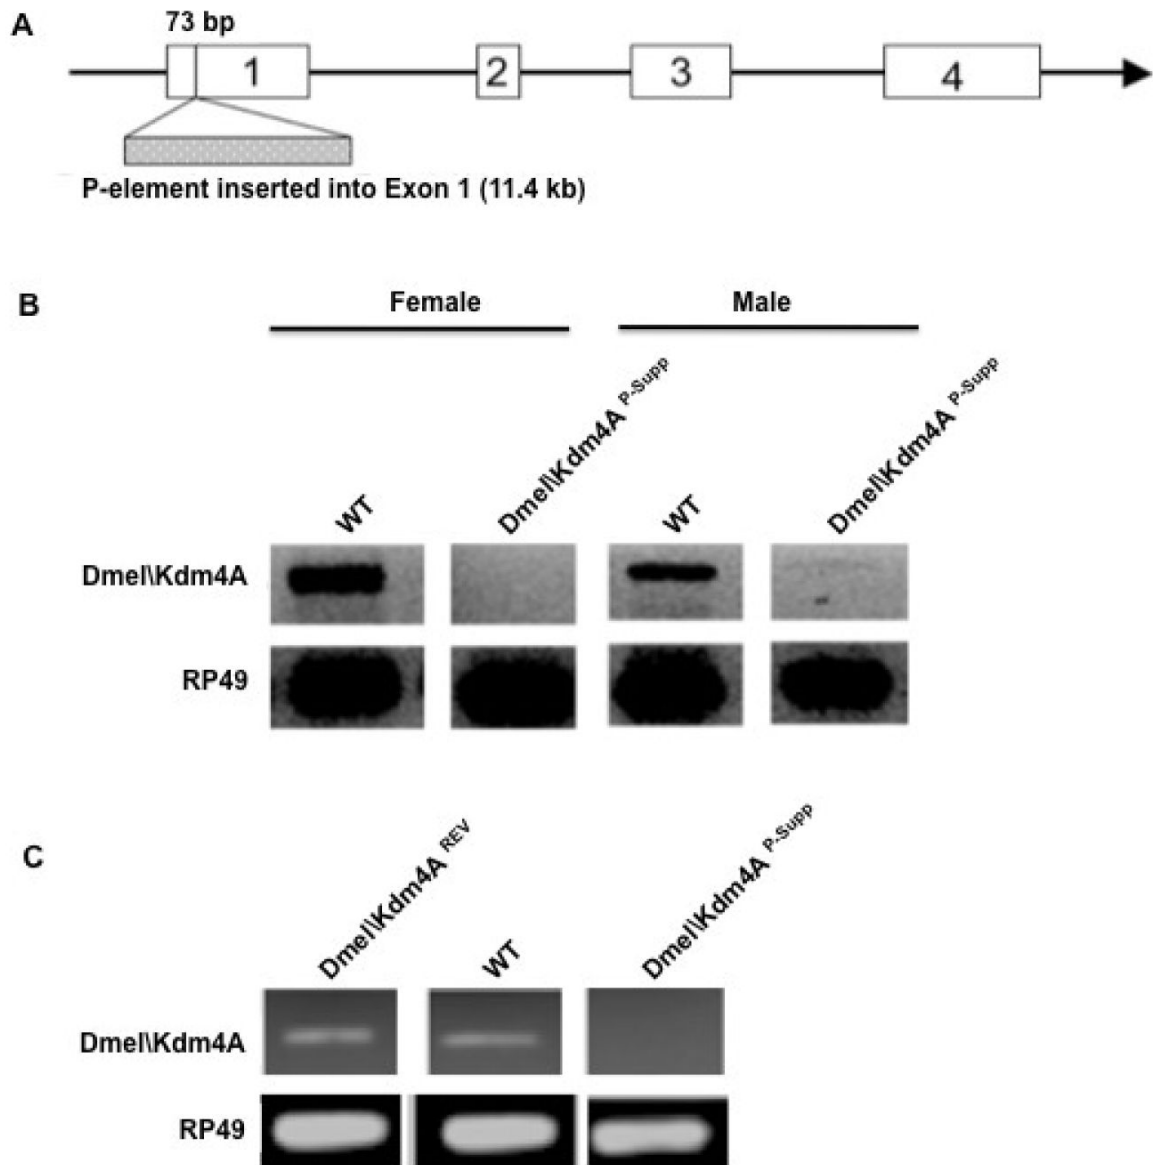 A
73 bp
1 2 3 4
P-element inserted into Exon 1 (11.4 kb)
B
Female Male
WT Dmel\Kdm4A P-Supp WT Dmel\Kdm4A P-Supp
Dmel\Kdm4A
RP49
C
Dmel\Kdm4A REV WT Dmel\Kdm4A P-Supp
Dmel\Kdm4A
RP49